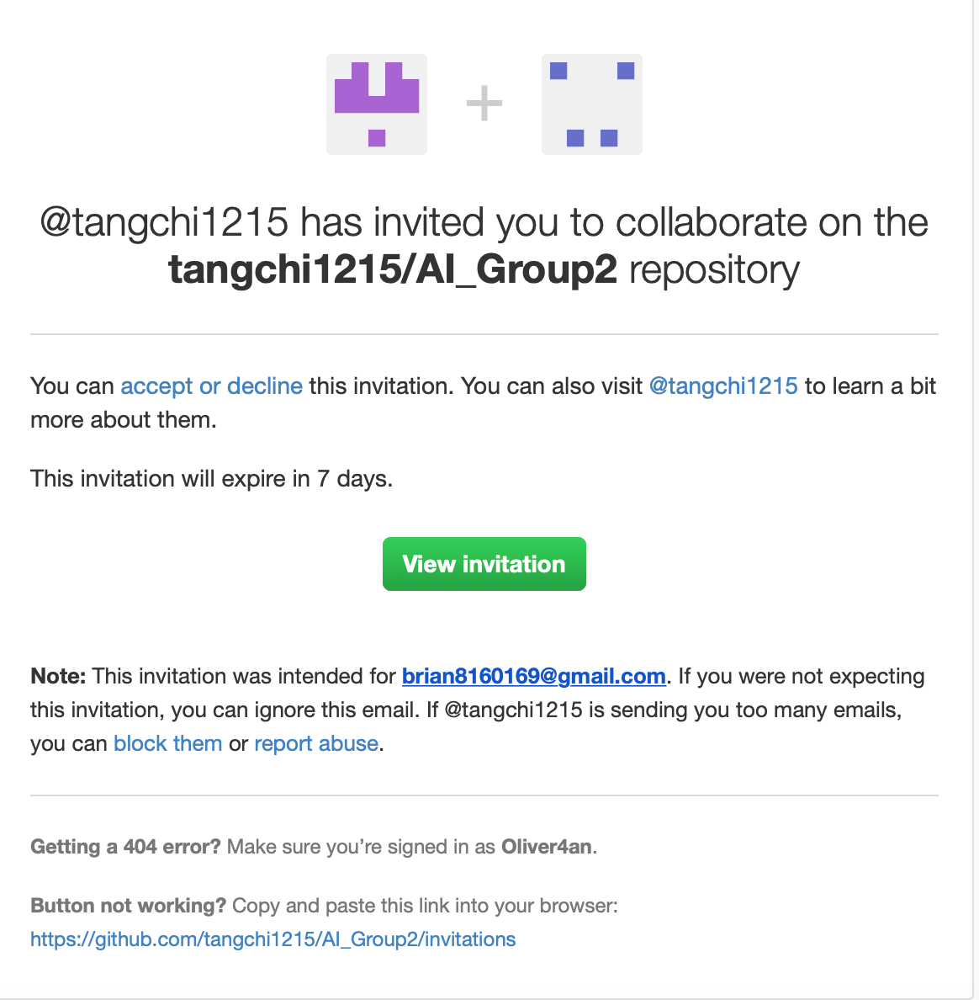 @tangchi1215 has invited you to collaborate on the
tangchi1215/AI_Group2 repository
You can accept or decline this invitation. You can also visit @tangchi1215 to learn a bit
more about them.
This invitation will expire in 7 days.
View invitation
Note: This invitation was intended for brian8160169@gmail.com. If you were not expecting
this invitation, you can ignore this email. If @tangchi1215 is sending you too many emails,
you can block them or report abuse.
Getting a 404 error? Make sure you’re signed in as Oliver4an.
Button not working? Copy and paste this link into your browser:
https://github.com/tangchi1215/AI_Group2/invitations